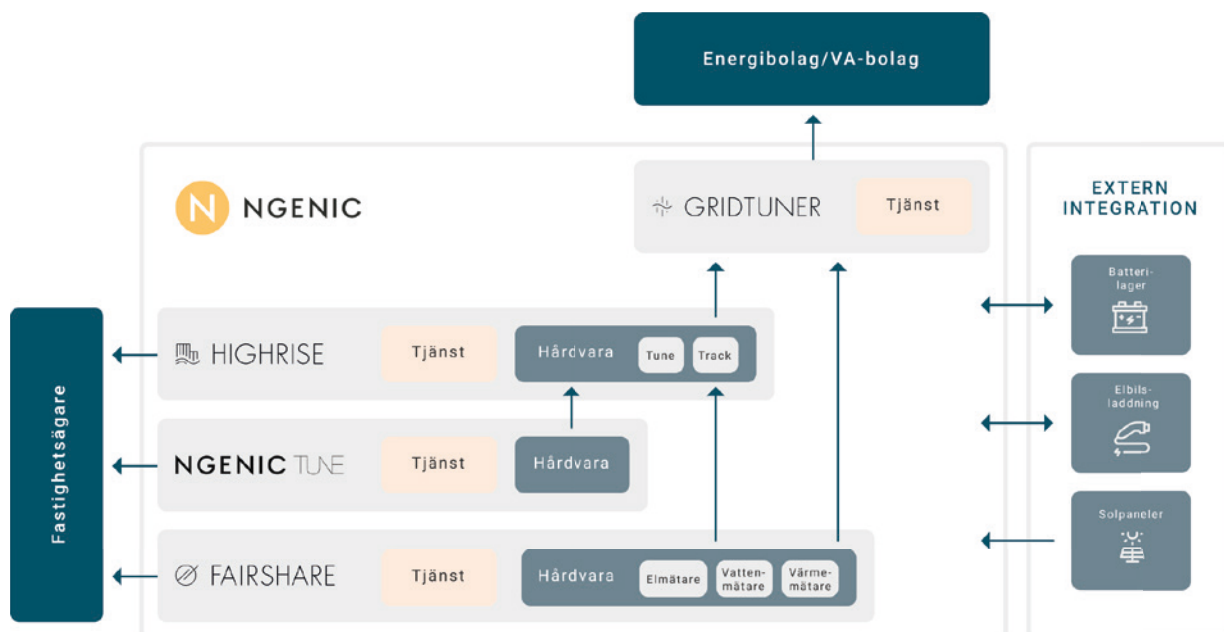 Energibolag/VA-bolag
N NGENIC
GRIDTUNER
Tjänst
EXTERN
INTEGRATION
Batteri-
lager
Elbils-
laddning
Solpaneler
Fastighetsägare
HIGHRISE
Tjänst
Hårdvara
Tune
Track
NGENIC TUNE
Tjänst
Hårdvara
FAIRSHARE
Tjänst
Hårdvara
Elmätare
Vatten-
mätare
Värme-
mätare